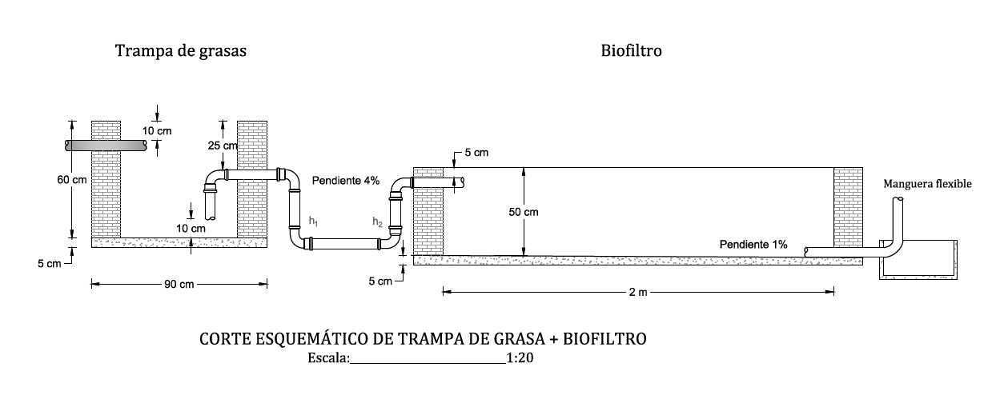 Trampa de grasas
Biofiltro
10 cm
25 cm
5 cm
60 cm
Pendiente 4%
Manguera flexible
50 cm
h1
h2
10 cm
Pendiente 1%
5 cm
5 cm
90 cm
2 m
CORTE ESQUEMÁTICO DE TRAMPA DE GRASA + BIOFILTRO
Escala:______________________1:20